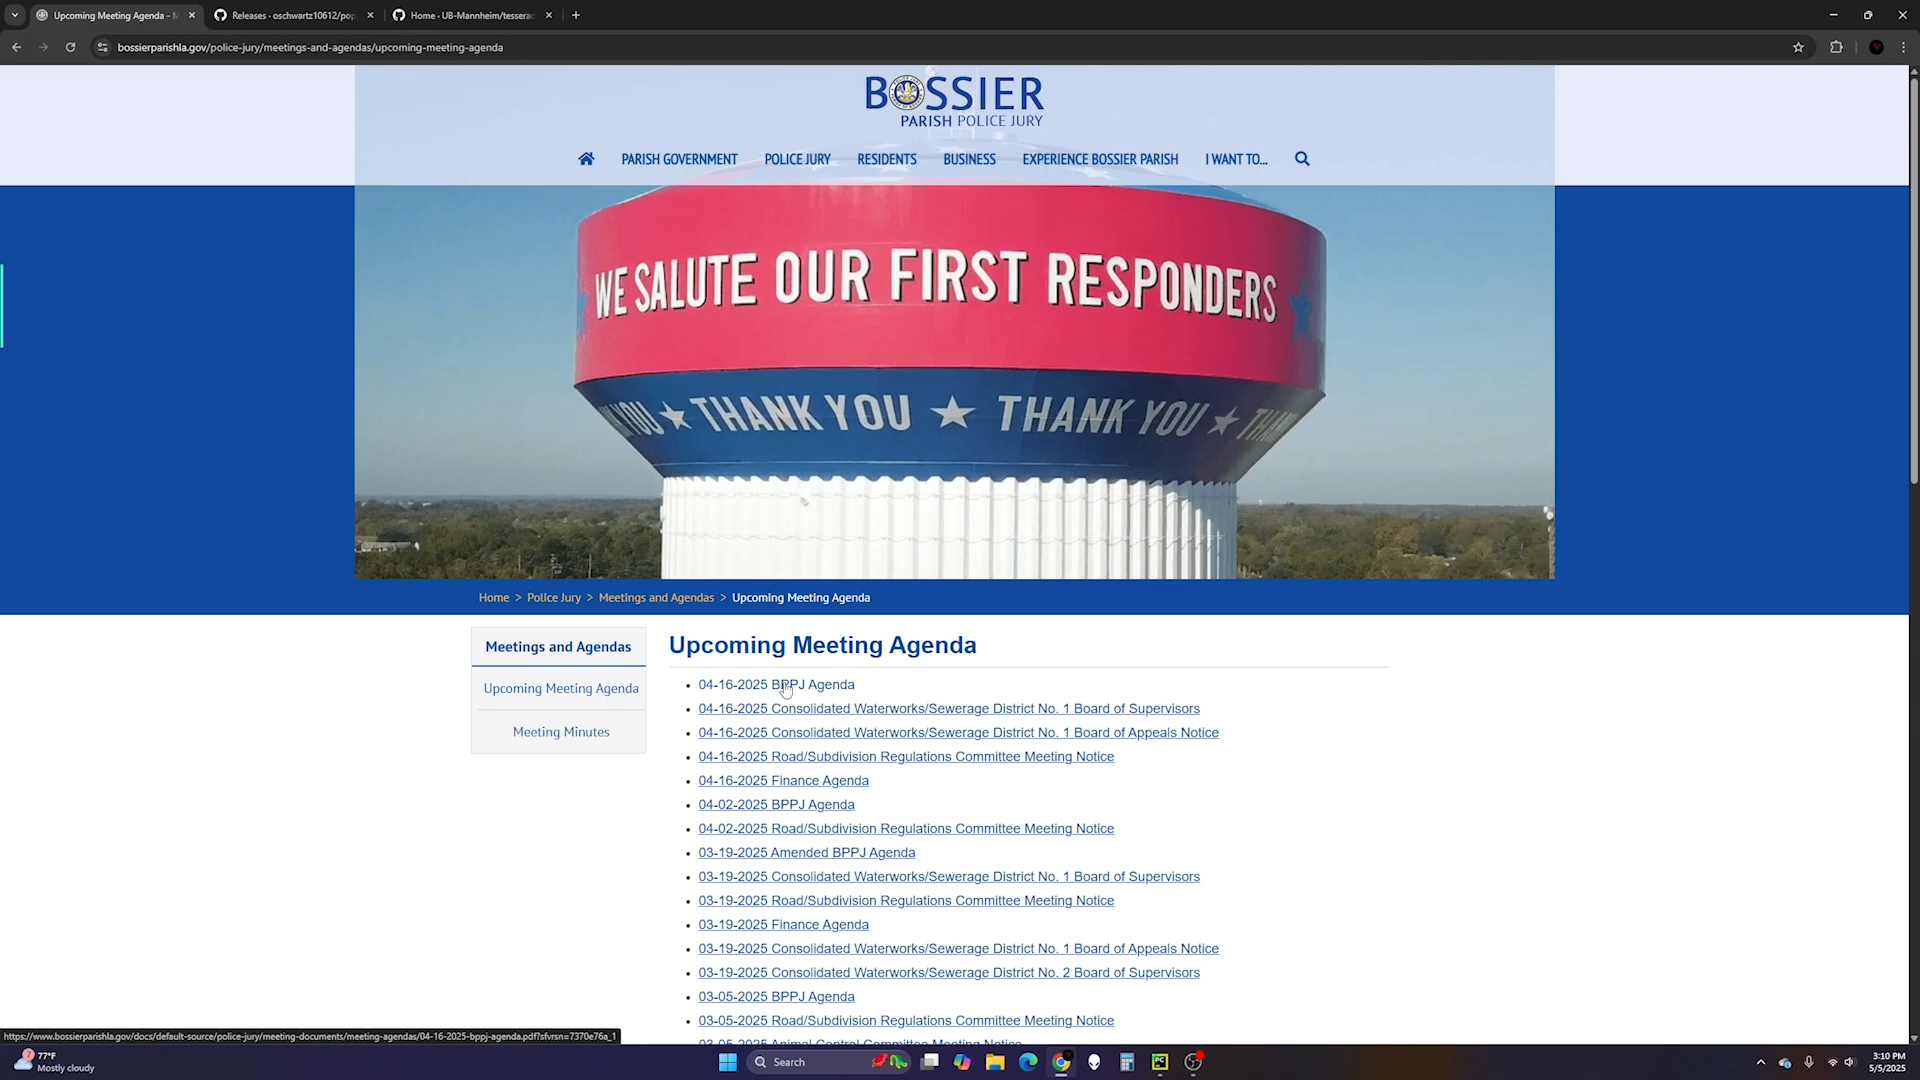 Upcoming Meeting Agenda -
Releases · oschwartz10612/pop
Home · UB-Mannheim/tesserac
bossierparishla.gov/police-jury/meetings-and-agendas/upcoming-meeting-agenda
BOSSIER
PARISH POLICE JURY
PARISH GOVERNMENT POLICE JURY RESIDENTS BUSINESS EXPERIENCE BOSSIER PARISH I WANT TO...
WE SALUTE OUR FIRST RESPONDERS
YOU ★ THANK YOU ★ THANK YOU ★ THAN
Home > Police Jury > Meetings and Agendas > Upcoming Meeting Agenda
Meetings and Agendas
Upcoming Meeting Agenda
Meeting Minutes
Upcoming Meeting Agenda
• 04-16-2025 BPPJ Agenda
• 04-16-2025 Consolidated Waterworks/Sewerage District No. 1 Board of Supervisors
• 04-16-2025 Consolidated Waterworks/Sewerage District No. 1 Board of Appeals Notice
• 04-16-2025 Road/Subdivision Regulations Committee Meeting Notice
• 04-16-2025 Finance Agenda
• 04-02-2025 BPPJ Agenda
• 04-02-2025 Road/Subdivision Regulations Committee Meeting Notice
• 03-19-2025 Amended BPPJ Agenda
• 03-19-2025 Consolidated Waterworks/Sewerage District No. 1 Board of Supervisors
• 03-19-2025 Road/Subdivision Regulations Committee Meeting Notice
• 03-19-2025 Finance Agenda
• 03-19-2025 Consolidated Waterworks/Sewerage District No. 1 Board of Appeals Notice
• 03-19-2025 Consolidated Waterworks/Sewerage District No. 2 Board of Supervisors
• 03-05-2025 BPPJ Agenda
• 03-05-2025 Road/Subdivision Regulations Committee Meeting Notice
03-05-2025 Animal Control Committee Meeting Notice
https://www.bossierparishla.gov/docs/default-source/police-jury/meeting-documents/meeting-agendas/04-16-2025-bppj-agenda.pdf?sfvrsn=7370e76a_1
77°F
Mostly cloudy
Search
3:10 PM
5/5/2025